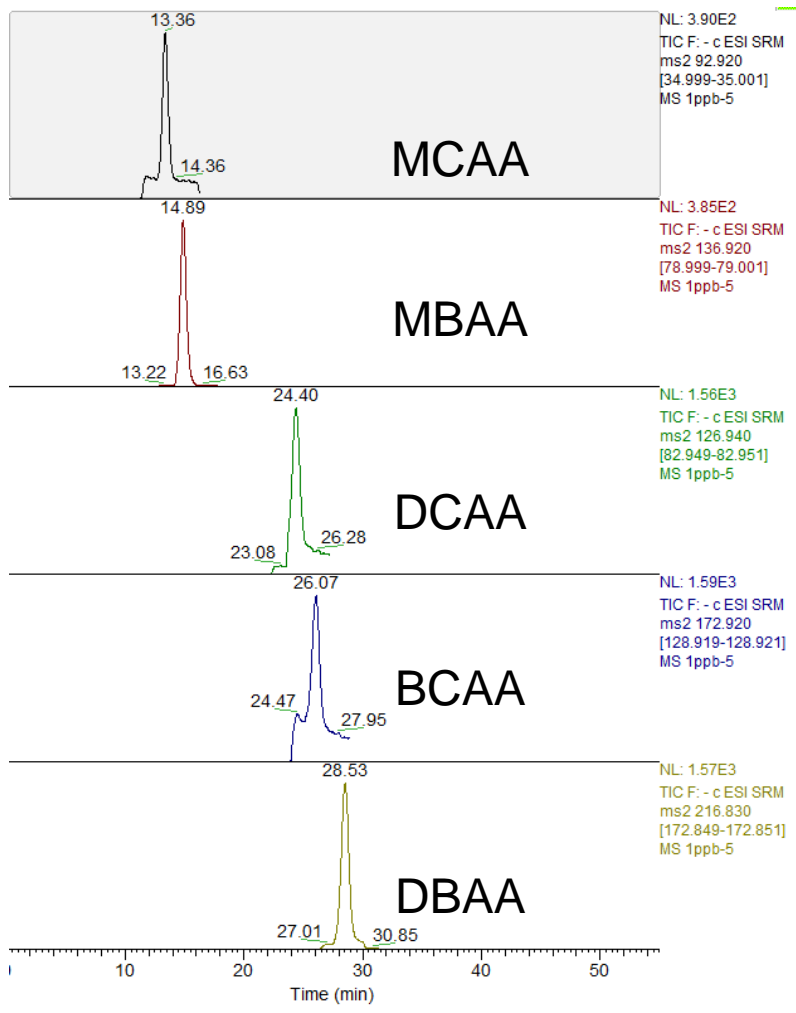 13.36
NL: 3.90E2
TIC F: - c ESI SRM
ms2 92.920
[34.999-35.001]
MS 1ppb-5
14.36
MCAA
14.89
NL: 3.85E2
TIC F: - c ESI SRM
ms2 136.920
[78.999-79.001]
MS 1ppb-5
MBAA
13.22
16.63
24.40
NL: 1.56E3
TIC F: - c ESI SRM
ms2 126.940
[82.949-82.951]
MS 1ppb-5
DCAA
23.08
26.28
26.07
NL: 1.59E3
TIC F: - c ESI SRM
ms2 172.920
[128.919-128.921]
MS 1ppb-5
BCAA
24.47
27.95
28.53
NL: 1.57E3
TIC F: - c ESI SRM
ms2 216.830
[172.849-172.851]
MS 1ppb-5
DBAA
27.01
30.85
10 20 30 40 50
Time (min)